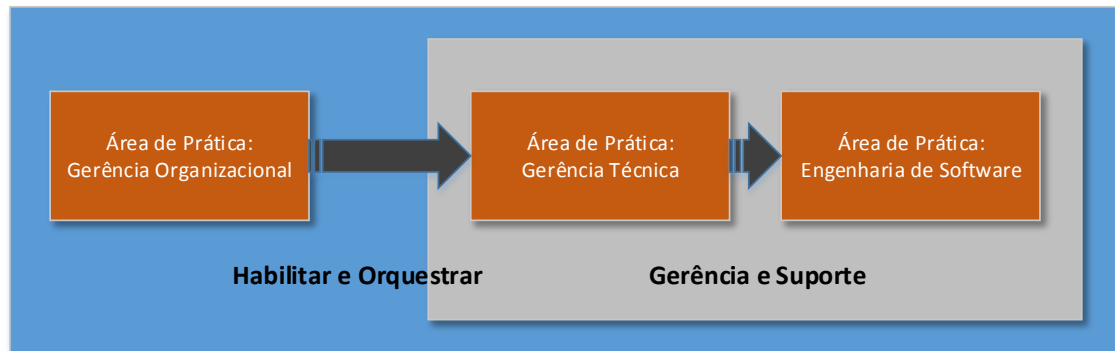 Área de Prática:
Gerência Organizacional
Área de Prática:
Gerência Técnica
Área de Prática:
Engenharia de Software
Habilitar e Orquestrar
Gerência e Suporte